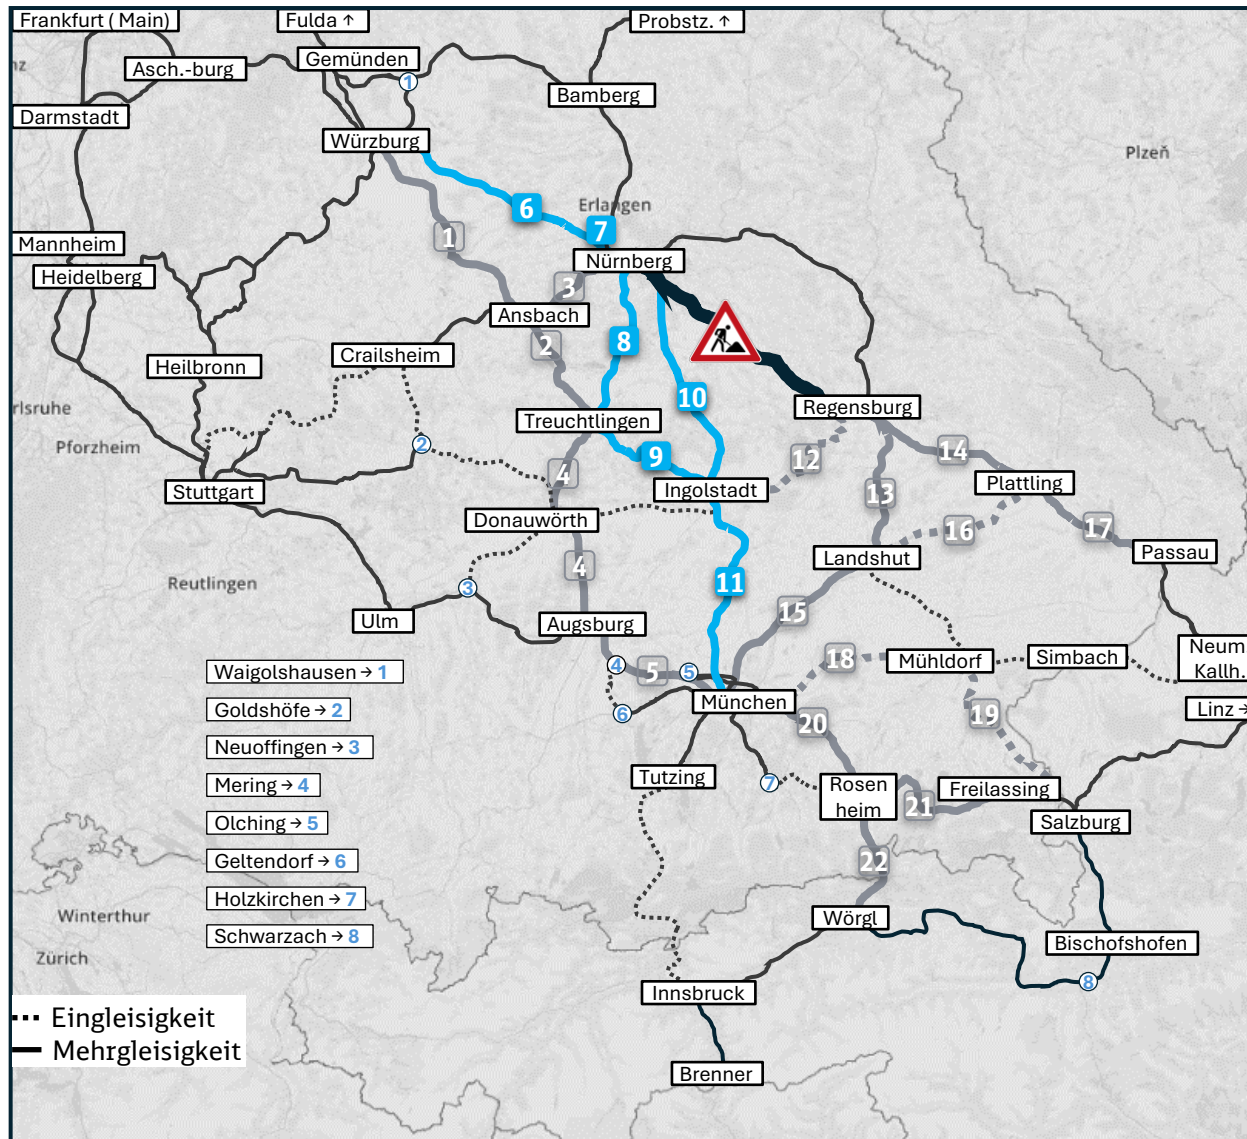 Frankfurt ( Main)
Fulda ↑
Probstz. ↑
Gemünden
Asch.-burg
1
Bamberg
Darmstadt
Würzburg
Plzeň
6
Erlangen
7
1
Mannheim
Nürnberg
Heidelberg
3
Ansbach
8
2
Crailsheim
Heilbronn
10
Regensburg
rlsruhe
Treuchtlingen
Pforzheim
2
9
12
14
4
Plattling
Stuttgart
Ingolstadt
13
Donauwörth
16
17
Passau
Landshut
4
11
Reutlingen
3
15
Ulm
Augsburg
Neum.
Kallh.
18
Mühldorf
Simbach
4
5
5
Waigolshausen → 1
München
Goldshöfe → 2
6
20
19
Linz →
Neuoffingen → 3
Tutzing
7
Rosen
heim
Freilassing
Mering → 4
21
Olching → 5
Salzburg
Geltendorf → 6
22
Holzkirchen → 7
Winterthur
Wörgl
Schwarzach → 8
Bischofshofen
Zürich
8
Innsbruck
Eingleisigkeit
Mehrgleisigkeit
Brenner